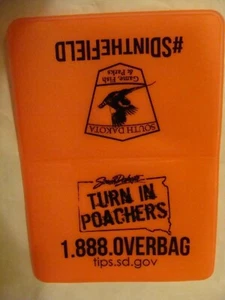 #SDINTHEFIELD
SOUTH DAKOTA
Game, Fish
& Parks
South Dakota
TURN IN
POACHERS
1.888.OVERBAG
tips.sd.gov